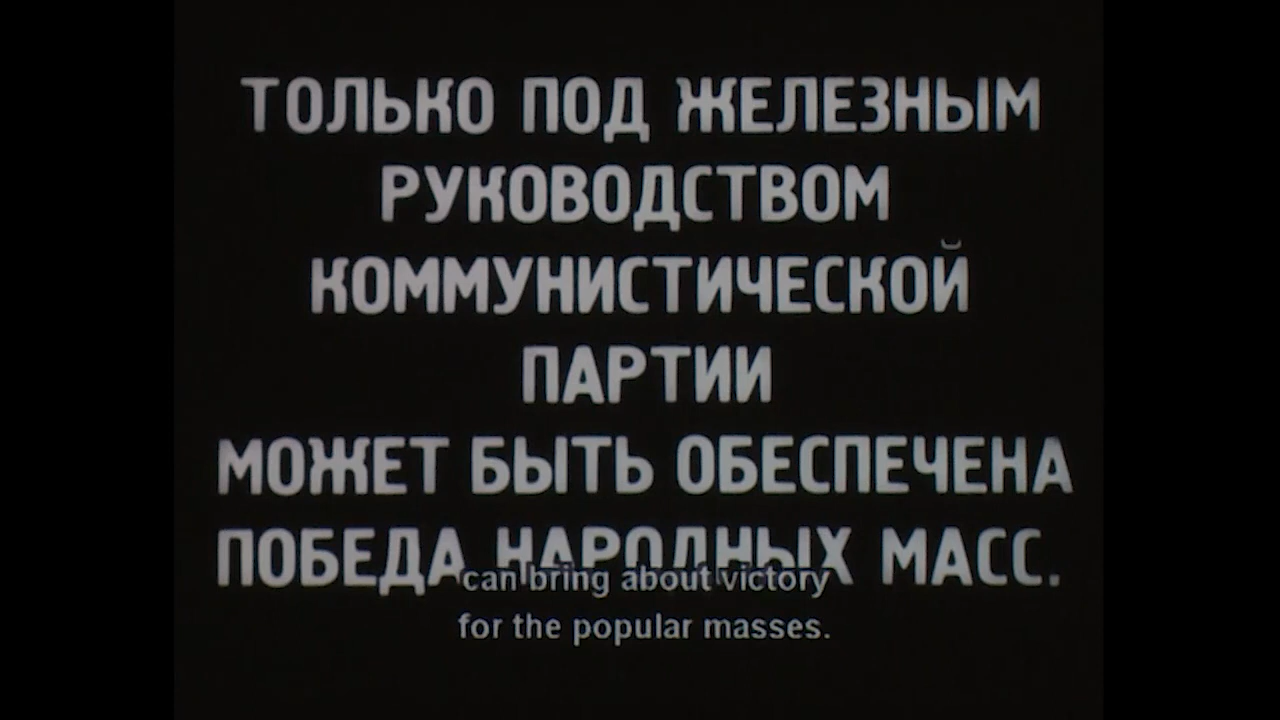 ТОЛЬКО ПОД ЖЕЛЕЗНЫМ
РУКОВОДСТВОМ
КОММУНИСТИЧЕСКОЙ
ПАРТИИ
МОЖЕТ БЫТЬ ОБЕСПЕЧЕНА
ПОБЕДА НАРОДНЫХ МАСС.
can bring about victory
for the popular masses.